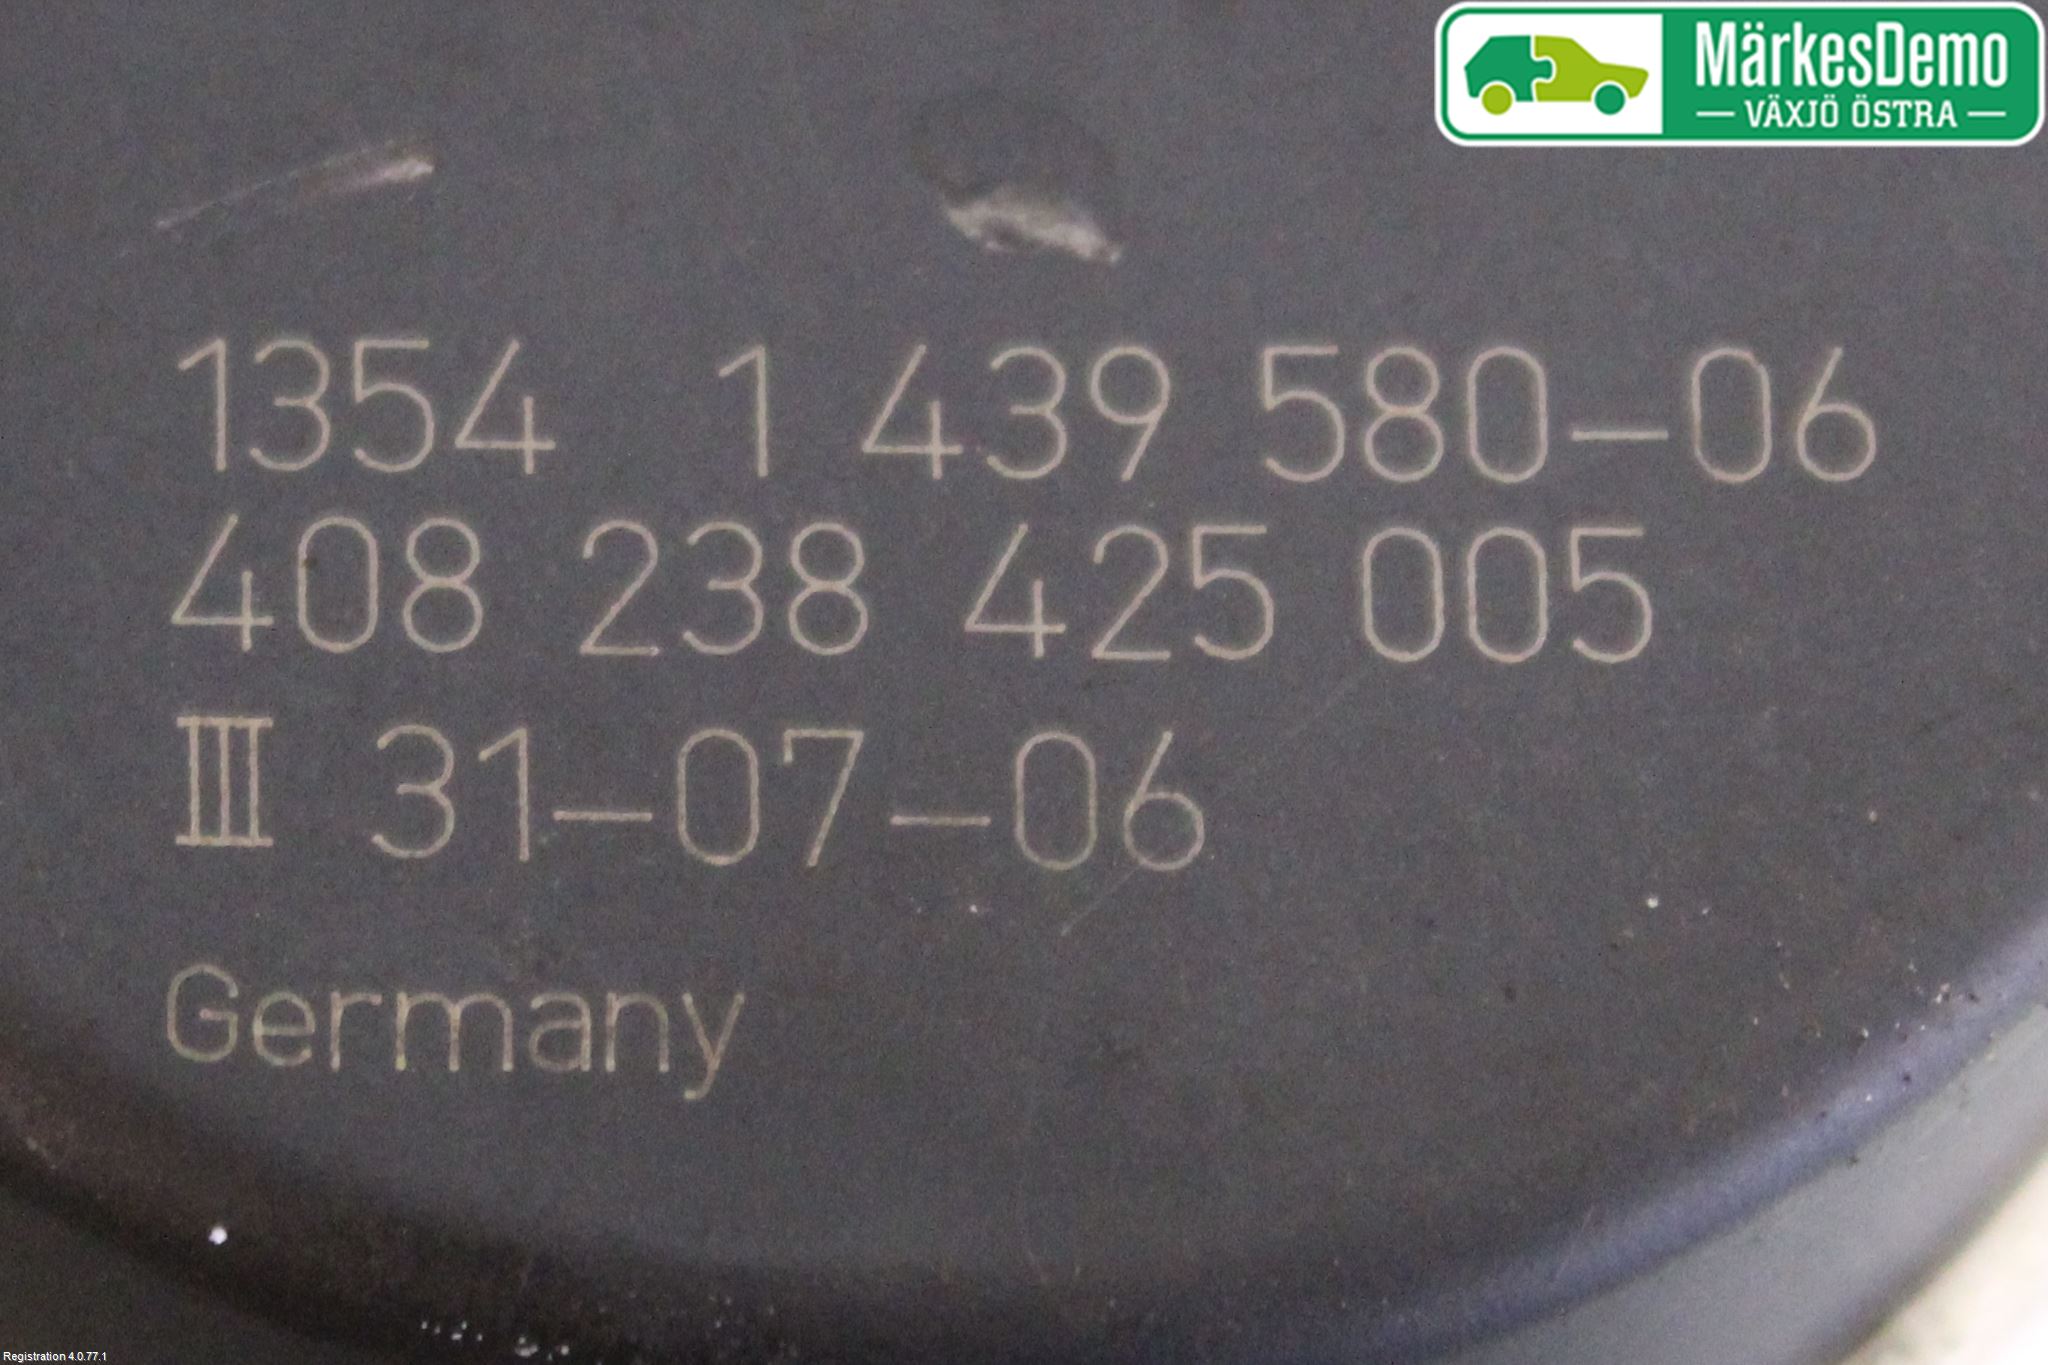 MärkesDemo
— VÄXJÖ ÖSTRA —
1354 1 439 580-06
408 238 425 005
III 31-07-06
Germany
Registration 4.0.77.1